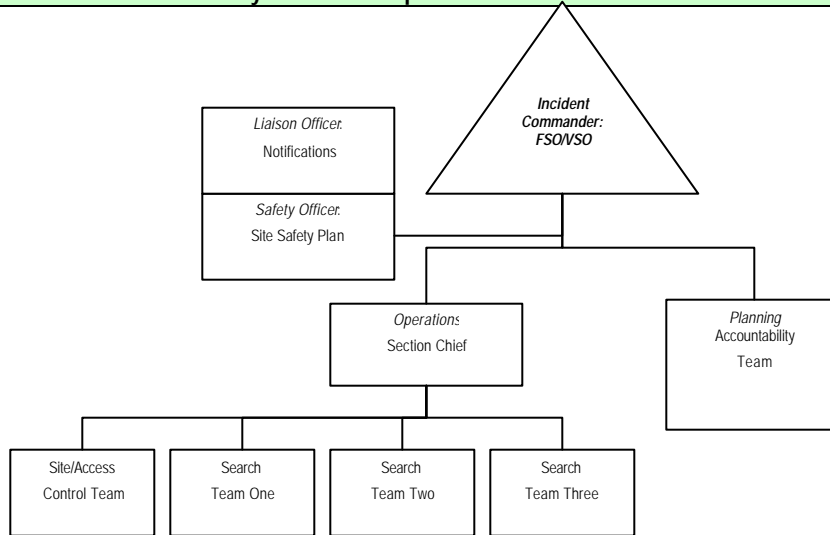 Incident
Commander:
FSO/VSO
Liaison Officer:
Notifications
Safety Officer:
Site Safety Plan
Operations
Section Chief
Planning
Accountability
Team
Site/Access
Control Team
Search
Team One
Search
Team Two
Search
Team Three